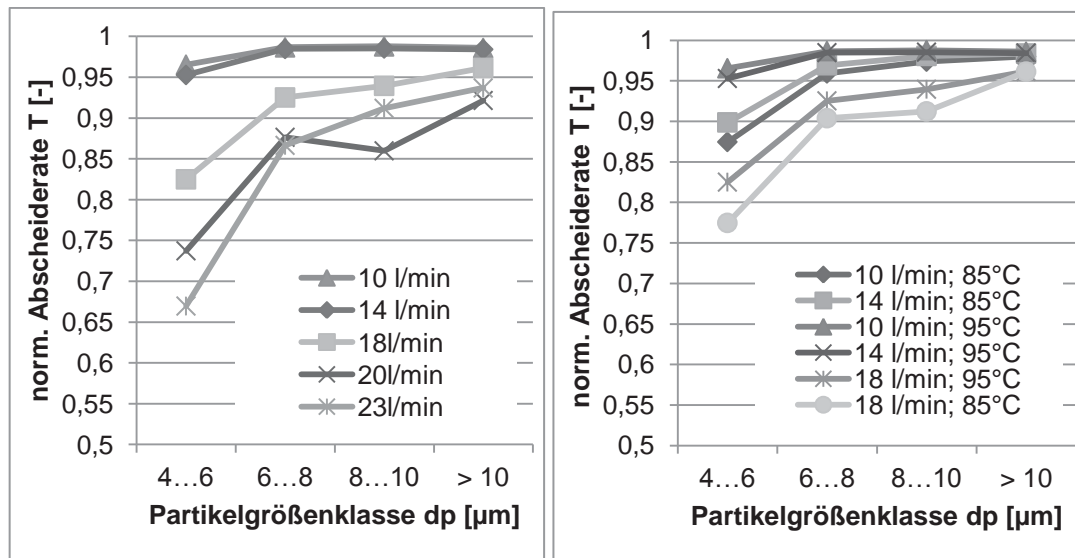 norm. Abscheiderate T [-]
1
0,95
0,9
0,85
0,8
0,75
0,7
0,65
0,6
0,55
0,5
10 l/min
14 l/min
18l/min
20l/min
23l/min
4…6 6…8 8…10 > 10
Partikelgrößenklasse dp [µm]
norm. Abscheiderate T [-]
1
0,95
0,9
0,85
0,8
0,75
0,7
0,65
0,6
0,55
0,5
10 l/min; 85°C
14 l/min; 85°C
10 l/min; 95°C
14 l/min; 95°C
18 l/min; 95°C
18 l/min; 85°C
4…6 6…8 8…10 > 10
Partikelgrößenklasse dp [µm]